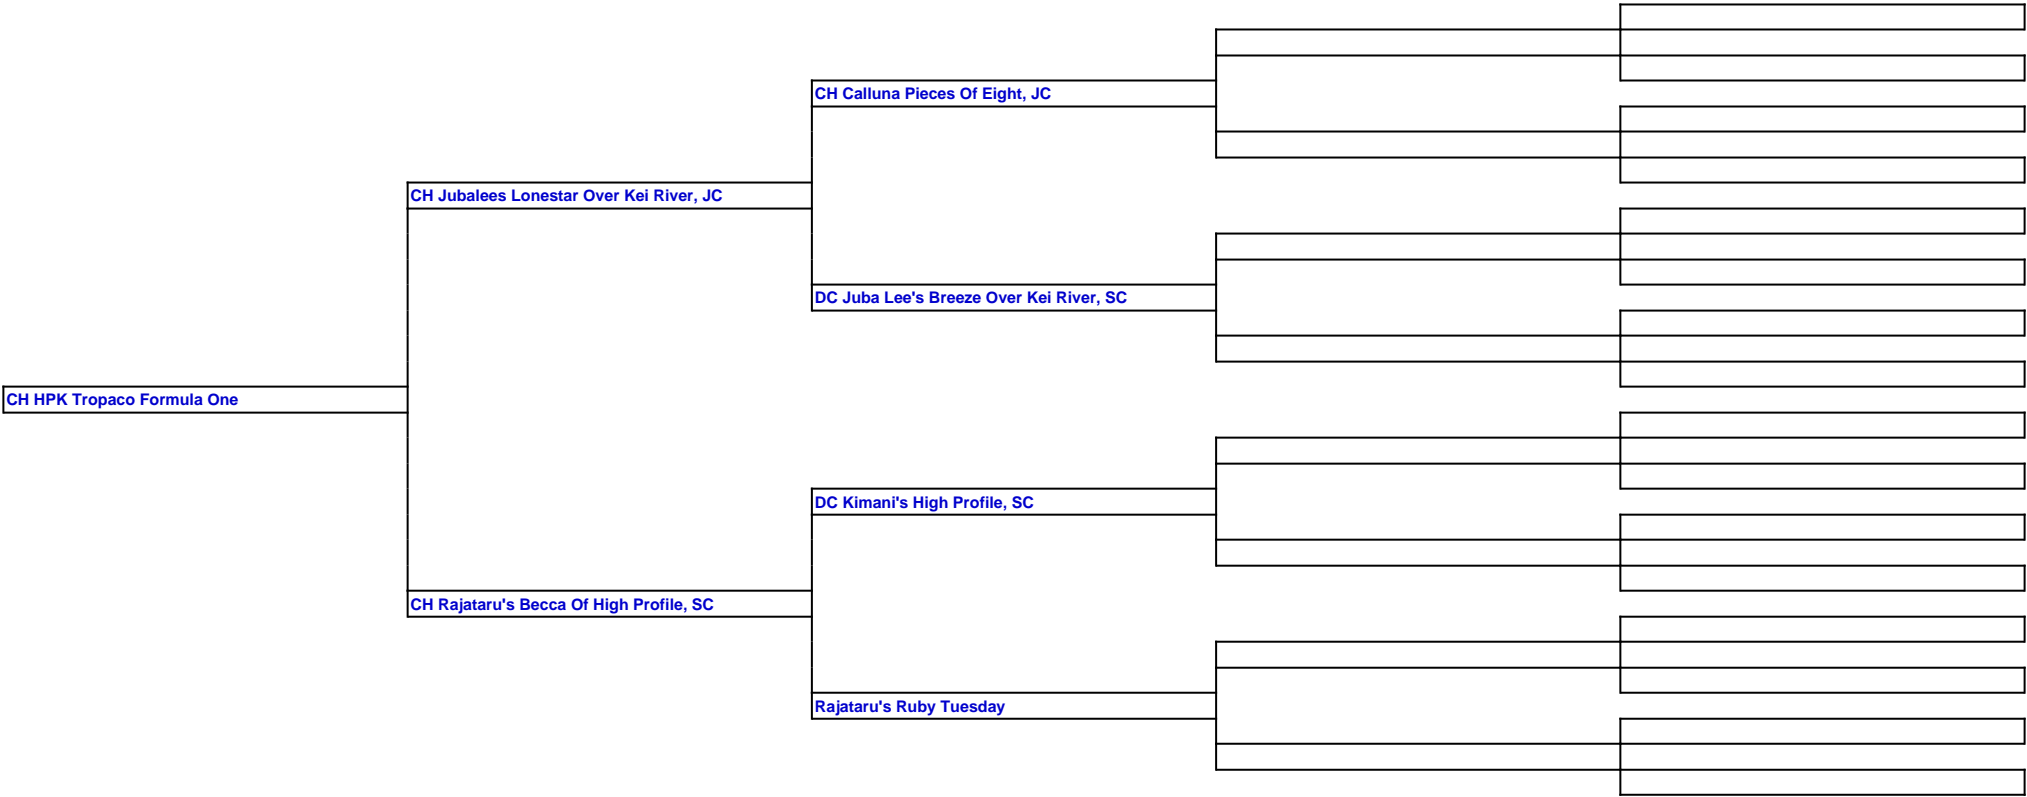 CH Calluna Pieces Of Eight, JC
CH Jubalees Lonestar Over Kei River, JC
DC Juba Lee's Breeze Over Kei River, SC
CH HPK Tropaco Formula One
DC Kimani's High Profile, SC
CH Rajataru's Becca Of High Profile, SC
Rajataru's Ruby Tuesday